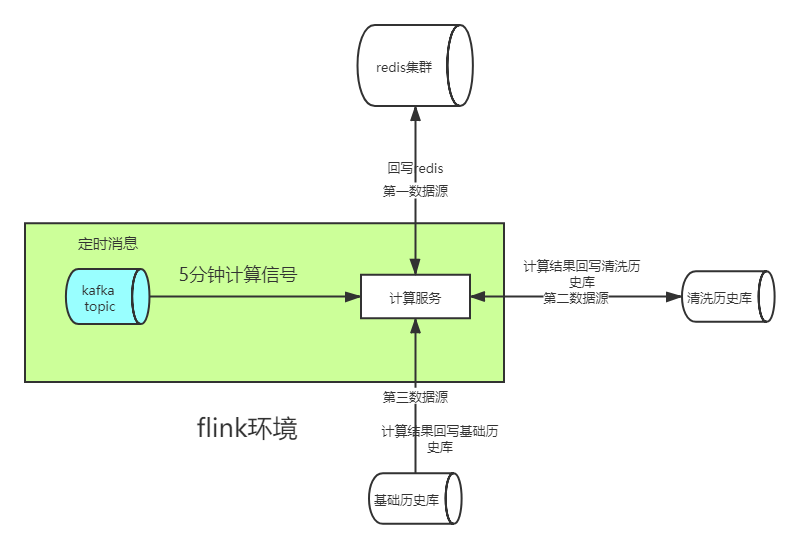 redis集群
回写redis
第一数据源
定时消息
5分钟计算信号
kafka
topic
计算服务
计算结果回写清洗历
史库
第二数据源
清洗历史库
第三数据源
flink环境
计算结果回写基础历
史库
基础历史库